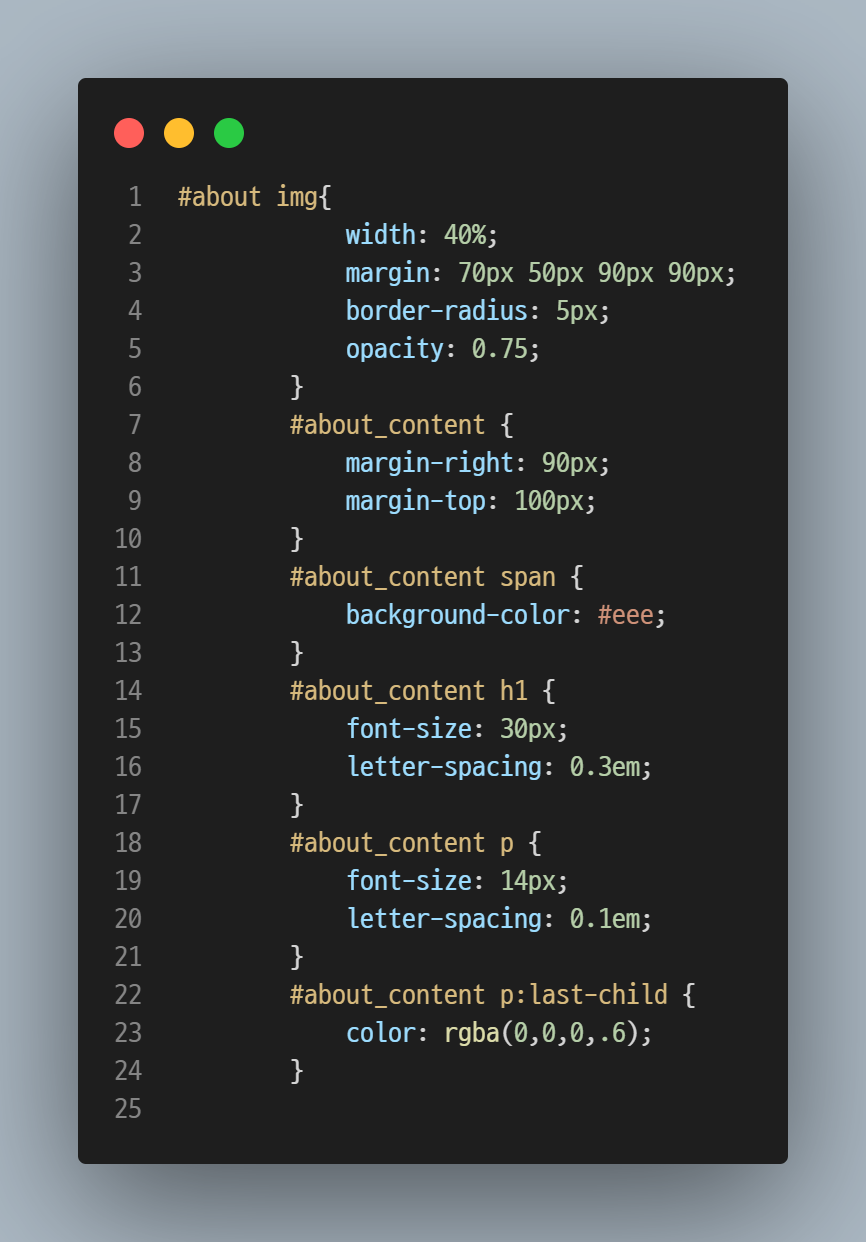 1 #about img{
2             width: 40%;
3             margin: 70px 50px 90px 90px;
4             border-radius: 5px;
5             opacity: 0.75;
6         }
7         #about_content {
8             margin-right: 90px;
9             margin-top: 100px;
10         }
11         #about_content span {
12             background-color: #eee;
13         }
14         #about_content h1 {
15             font-size: 30px;
16             letter-spacing: 0.3em;
17         }
18         #about_content p {
19             font-size: 14px;
20             letter-spacing: 0.1em;
21         }
22         #about_content p:last-child {
23             color: rgba(0,0,0,.6);
24         }
25